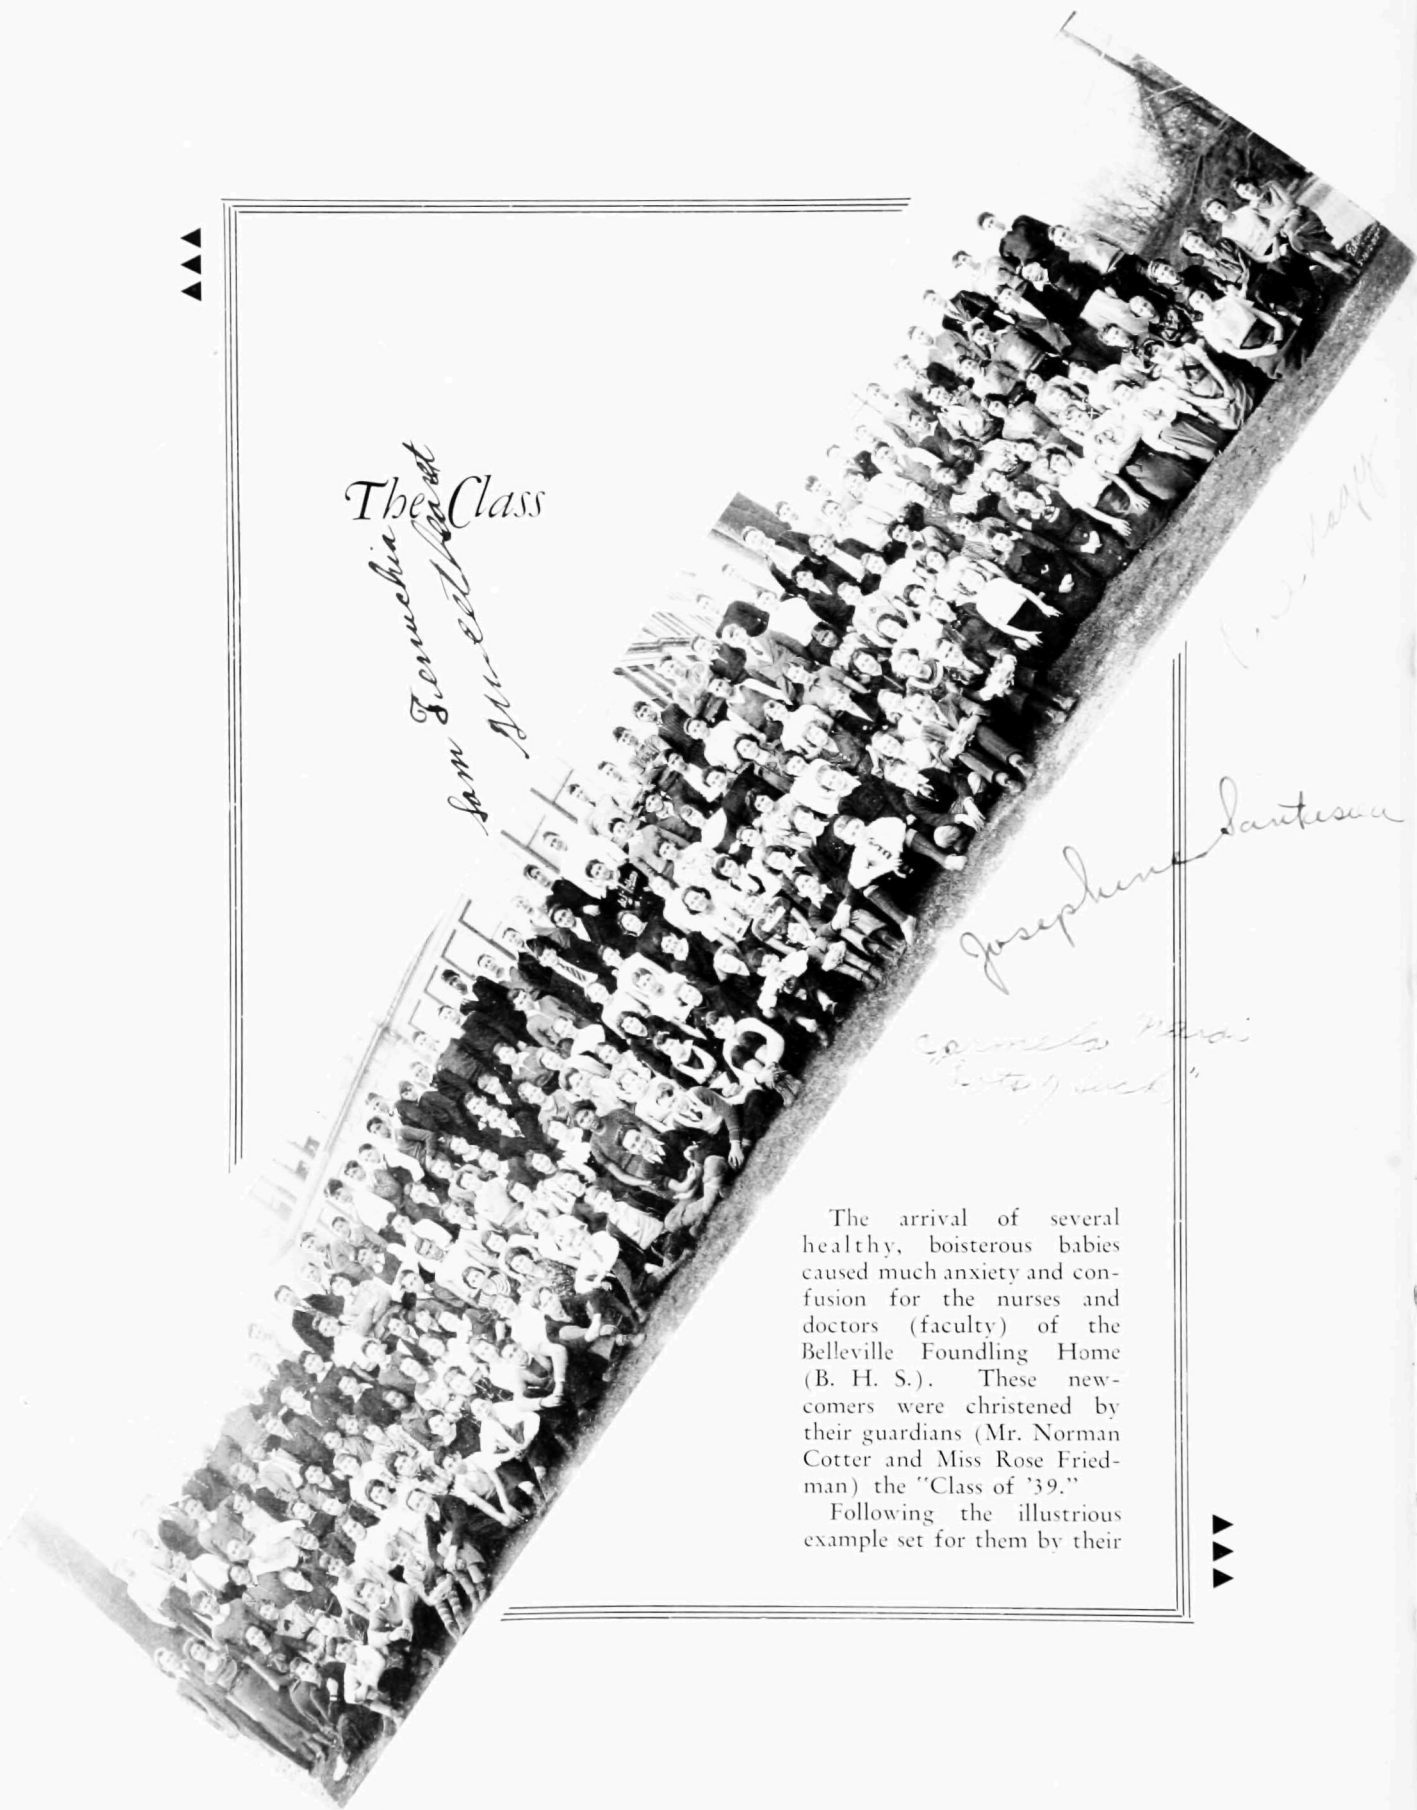 The Class
Sam
Sweetheart
Josephine
Carmela Nardi
The arrival of several
healthy, boisterous babies
caused much anxiety and con-
fusion for the nurses and
doctors (faculty) of the
Belleville Foundling Home
(B. H. S.). These new-
comers were christened by
their guardians (Mr. Norman
Cotter and Miss Rose Fried-
man) the "Class of '39."
Following the illustrious
example set for them by their